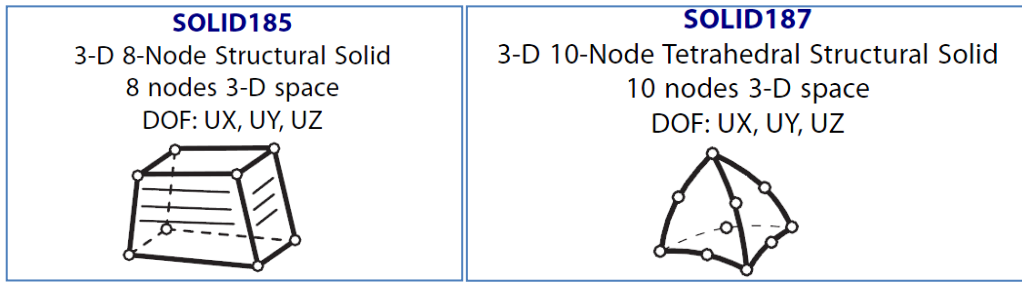 SOLID185
3-D 8-Node Structural Solid
8 nodes 3-D space
DOF: UX, UY, UZ
SOLID187
3-D 10-Node Tetrahedral Structural Solid
10 nodes 3-D space
DOF: UX, UY, UZ